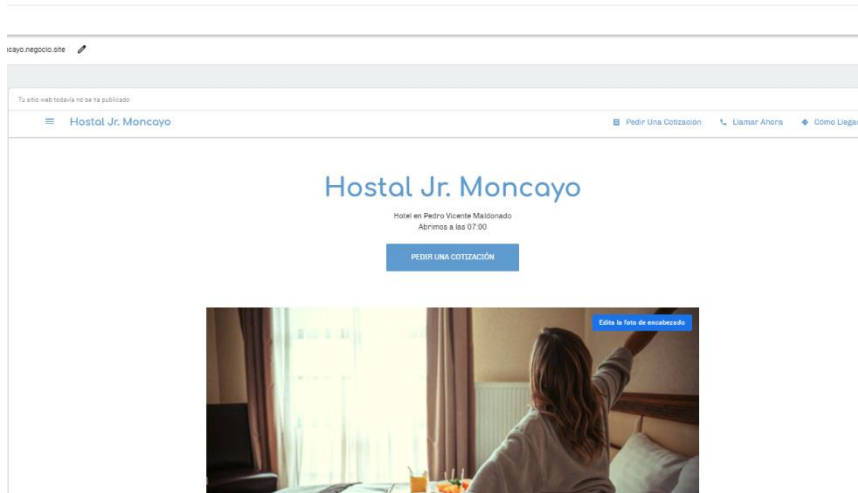 ncayo.negocio.site
Tu sitio web todavía no se ha publicado
Hostal Jr. Moncayo
Pedir Una Cotización
Llamar Ahora
Cómo Llegar
Hostal Jr. Moncayo
Hotel en Pedro Vicente Maldonado
Abrimos a las 07:00
PEDIR UNA COTIZACIÓN
Edita la foto de encabezado